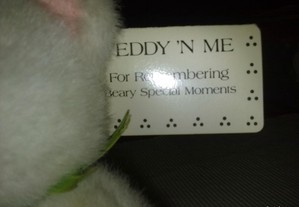 EDDY 'N ME
For Remembering
Beary Special Moments